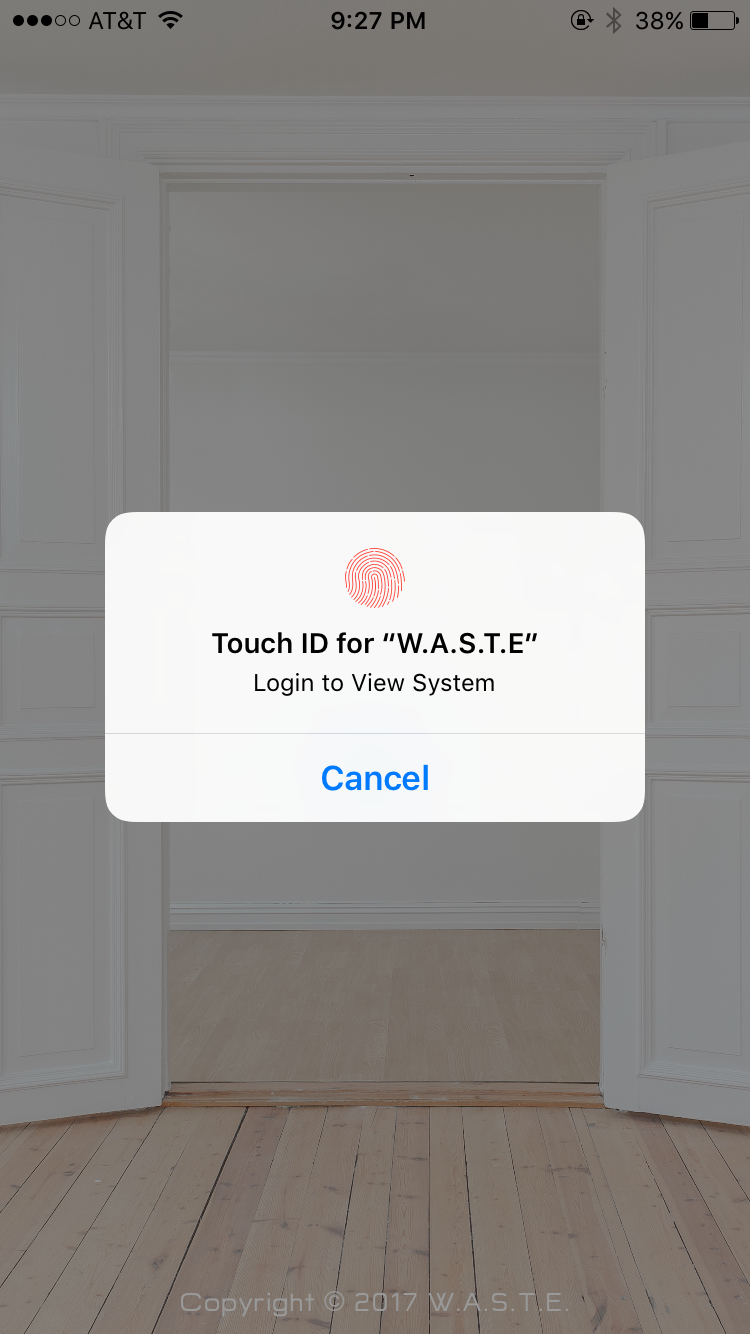 AT&T 9:27 PM 38%
Touch ID for “W.A.S.T.E”
Login to View System
Cancel
Copyright © 2017 W.A.S.T.E.